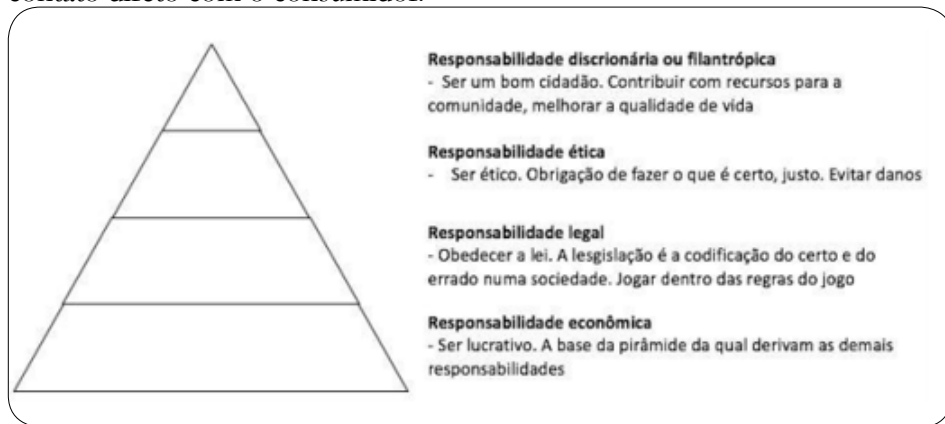 contato direto com o consumidor.
Responsabilidade discrionária ou filantrópica
- Ser um bom cidadão. Contribuir com recursos para a
comunidade, melhorar a qualidade de vida
Responsabilidade ética
- Ser ético. Obrigação de fazer o que é certo, justo. Evitar danos
Responsabilidade legal
- Obedecer a lei. A lesgislação é a codificação do certo e do
errado numa sociedade. Jogar dentro das regras do jogo
Responsabilidade econômica
- Ser lucrativo. A base da pirâmide da qual derivam as demais
responsabilidades